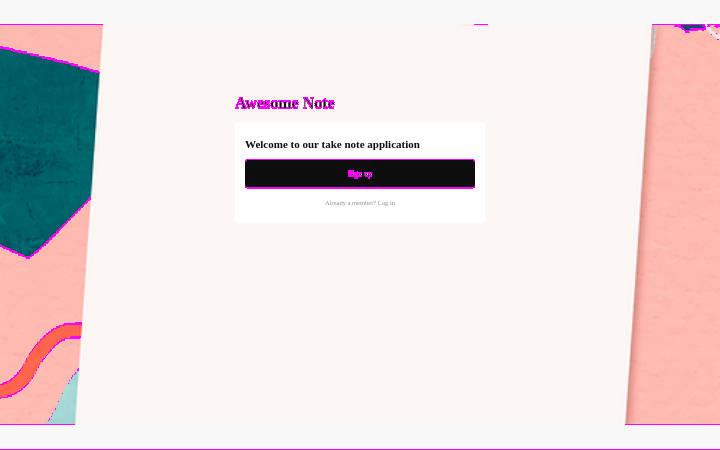 Awesome Note
Welcome to our take note application
Sign up
Already a member? Log in